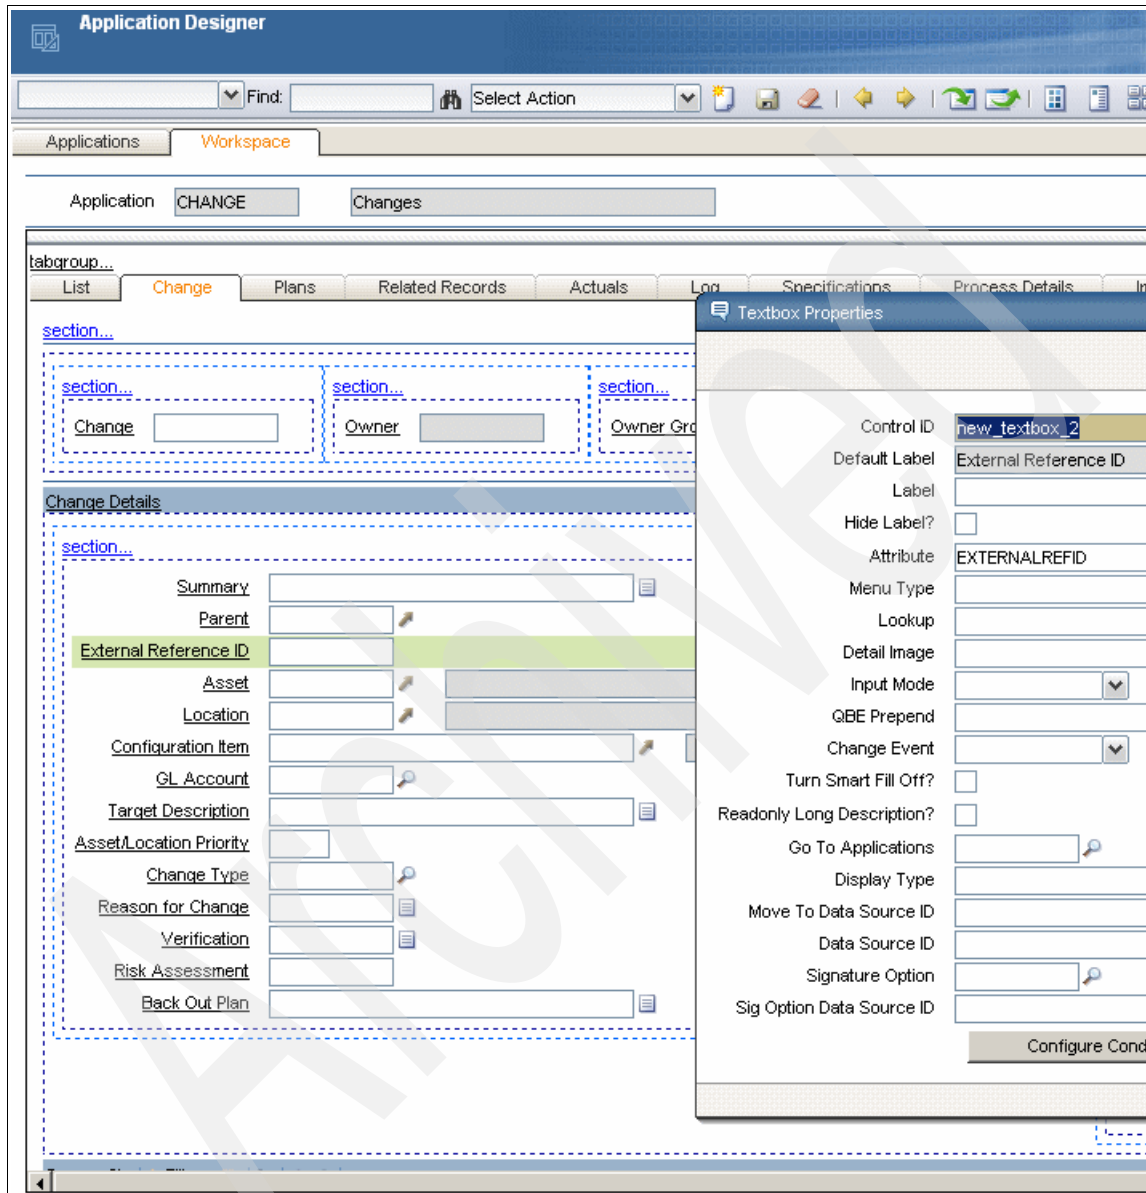 Application Designer
Find:
Select Action
Applications
Workspace
Application
CHANGE
Changes
tabgroup...
List
Change
Plans
Related Records
Actuals
Log
Specifications
Process Details
Textbox Properties
section...
section...
section...
section...
Change
Owner
Owner Gro
Control ID
new_textbox_2
Default Label
External Reference ID
Label
Change Details
Hide Label?
section...
Attribute
EXTERNALREFID
Summary
Menu Type
Parent
Lookup
External Reference ID
Detail Image
Asset
Input Mode
Location
QBE Prepend
Configuration Item
Change Event
GL Account
Turn Smart Fill Off?
Target Description
Readonly Long Description?
Asset/Location Priority
Go To Applications
Change Type
Display Type
Reason for Change
Move To Data Source ID
Verification
Data Source ID
Risk Assessment
Signature Option
Back Out Plan
Sig Option Data Source ID
Configure Cond
Archived